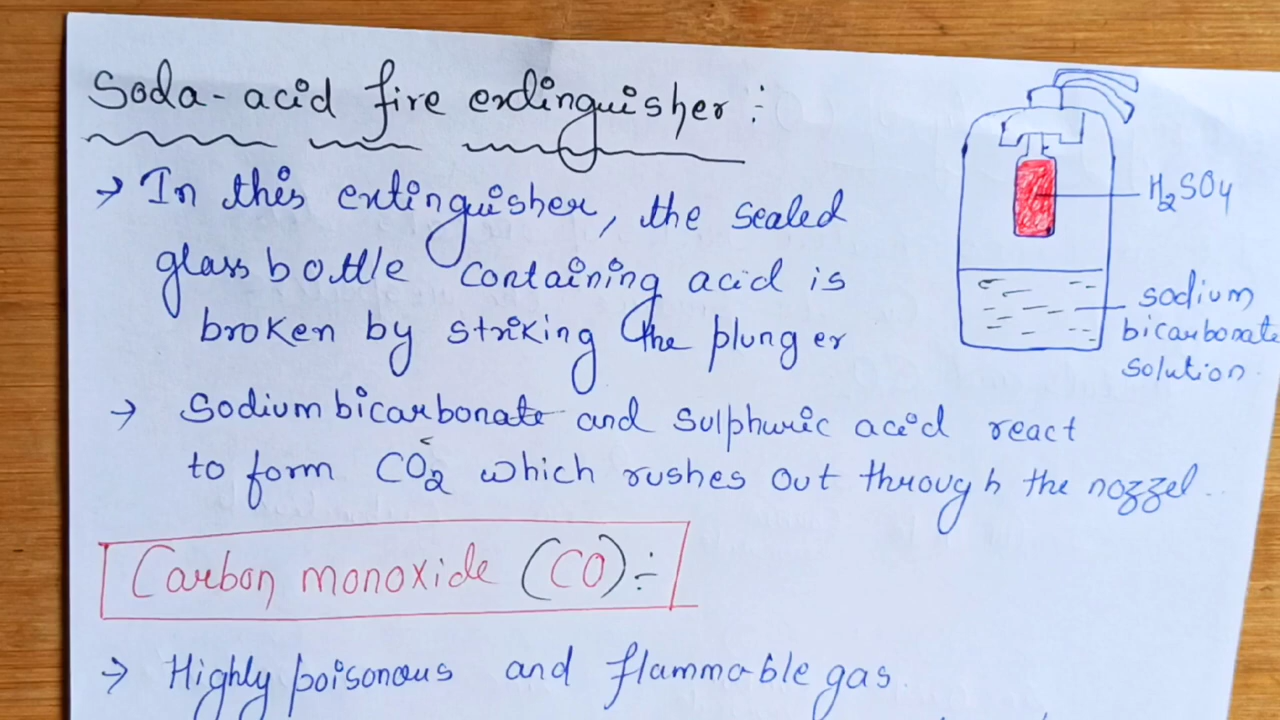 Soda-acid fire extinguisher :-
→ In this extinguisher, the sealed
glass bottle containing acid is
broken by striking the plunger
H₂SO₄
sodium
bicarbonate
solution.
→ Sodium bicarbonate and sulphuric acid react
to form CO₂ which rushes out through the nozzel.
Carbon monoxide (CO):-
→ Highly poisonous and flammable gas.